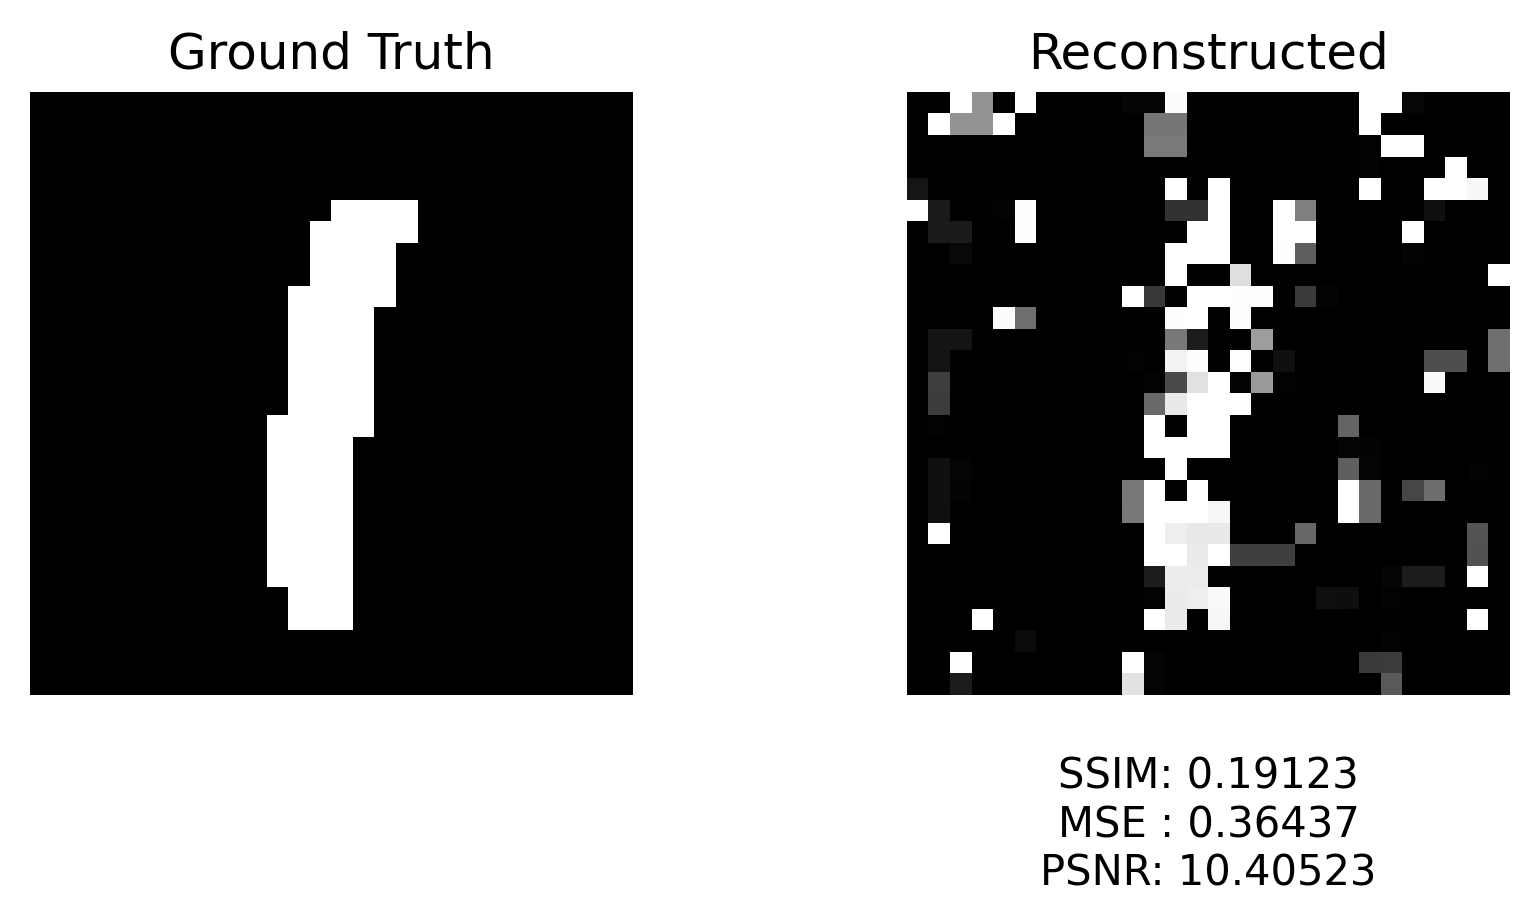 Ground Truth
Reconstructed
SSIM: 0.19123
MSE : 0.36437
PSNR: 10.40523